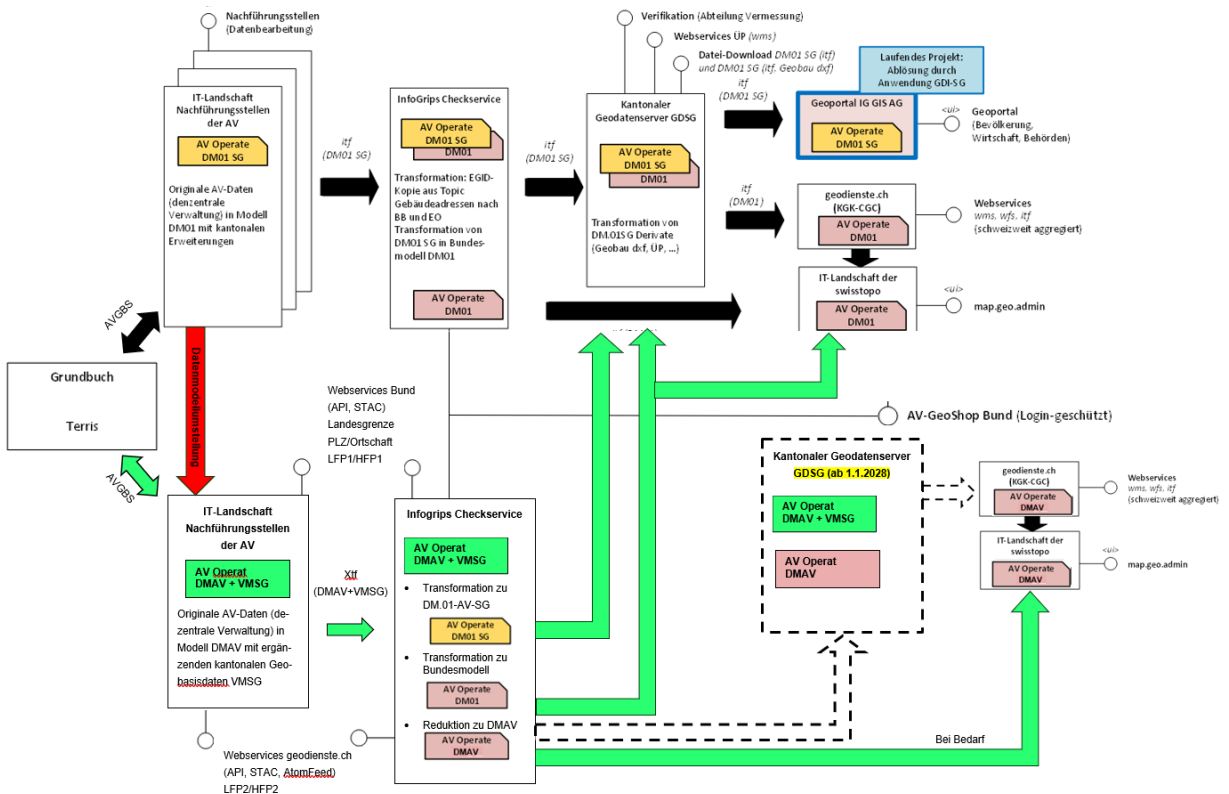 Nachführungsstellen
(Datenbearbeitung)
IT-Landschaft
Nachführungsstellen
der AV
AV Operate
DM01 SG
Originale AV-Daten
(denzentrale
Verwaltung) in Modell
DM01 mit kantonalen
Erweiterungen
itf
(DM01 SG)
InfoGrips Checkservice
AV Operate
DM01 SG
DM01
Transformation: EGID-
Kopie aus Topic
Gebäudeadressen nach
BB und EO
Transformation von
DM01 SG in Bundes-
modell DM01
AV Operate
DM01
itf
(DM01 SG)
Verifikation (Abteilung Vermessung)
Webservices ÜP (wms)
Datei-Download DM01 SG (itf)
und DM01 SG (itf. Geobau dxf)
Kantonaler
Geodatenserver GDSG
AV Operate
DM01 SG
DM01
Transformation von
DM.01SG Derivate
(Geobau dxf, ÜP, ...)
itf
(DM01 SG)
Laufendes Projekt:
Ablösung durch
Anwendung GDI-SG
Geoportal IG GIS AG
AV Operate
DM01 SG
<ui>
Geoportal
(Bevölkerung,
Wirtschaft, Behörden)
itf
(DM01)
geodienste.ch
(KGK-CGC)
AV Operate
DM01
Webservices
wms. wfs. itf
(schweizweit aggregiert)
IT-Landschaft der
swisstopo
AV Operate
DM01
<ui>
map.geo.admin
AVGBS
Grundbuch
Terris
AVGBS
Datenmodellumstellung
Webservices Bund
(API, STAC)
Landesgrenze
PLZ/Ortschaft
LFP1/HFP1
AV-GeoShop Bund (Login-geschützt)
IT-Landschaft
Nachführungsstellen
der AV
AV Operat
DMAV + VMSG
Originale AV-Daten (de-
zentrale Verwaltung) in
Modell DMAV mit ergän-
zenden kantonalen Geo-
basisdaten VMSG
Xtf
(DMAV+VMSG)
Infogrips Checkservice
AV Operat
DMAV + VMSG
• Transformation zu
DM.01-AV-SG
AV Operate
DM01 SG
• Transformation zu
Bundesmodell
AV Operate
DM01
• Reduktion zu DMAV
AV Operate
DMAV
Kantonaler Geodatenserver
GDSG (ab 1.1.2028)
AV Operat
DMAV + VMSG
AV Operat
DMAV
geodienste.ch
(KGK-CGC)
AV Operate
DMAV
Webservices
wms. wfs. itf
(schweizweit aggregiert)
IT-Landschaft der
swisstopo
AV Operate
DMAV
<ui>
map.geo.admin
Bei Bedarf
Webservices geodienste.ch
(API, STAC, AtomFeed)
LFP2/HFP2